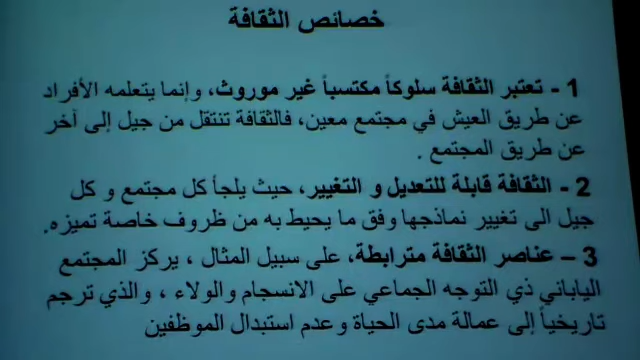 خصائص الثقافة
1 - تعتبر الثقافة سلوكاً مكتسباً غير موروث، وإنما يتعلمه الأفراد
عن طريق العيش في مجتمع معين، فالثقافة تنتقل من جيل إلى آخر
عن طريق المجتمع .
2 - الثقافة قابلة للتعديل و التغيير، حيث يلجأ كل مجتمع و كل
جيل الى تغيير نماذجها وفق ما يحيط به من ظروف خاصة تميزه.
3 – عناصر الثقافة مترابطة، على سبيل المثال ، يركز المجتمع
الياباني ذي التوجه الجماعي على الانسجام والولاء ، والذي ترجم
تاريخياً إلى عمالة مدى الحياة وعدم استبدال الموظفين